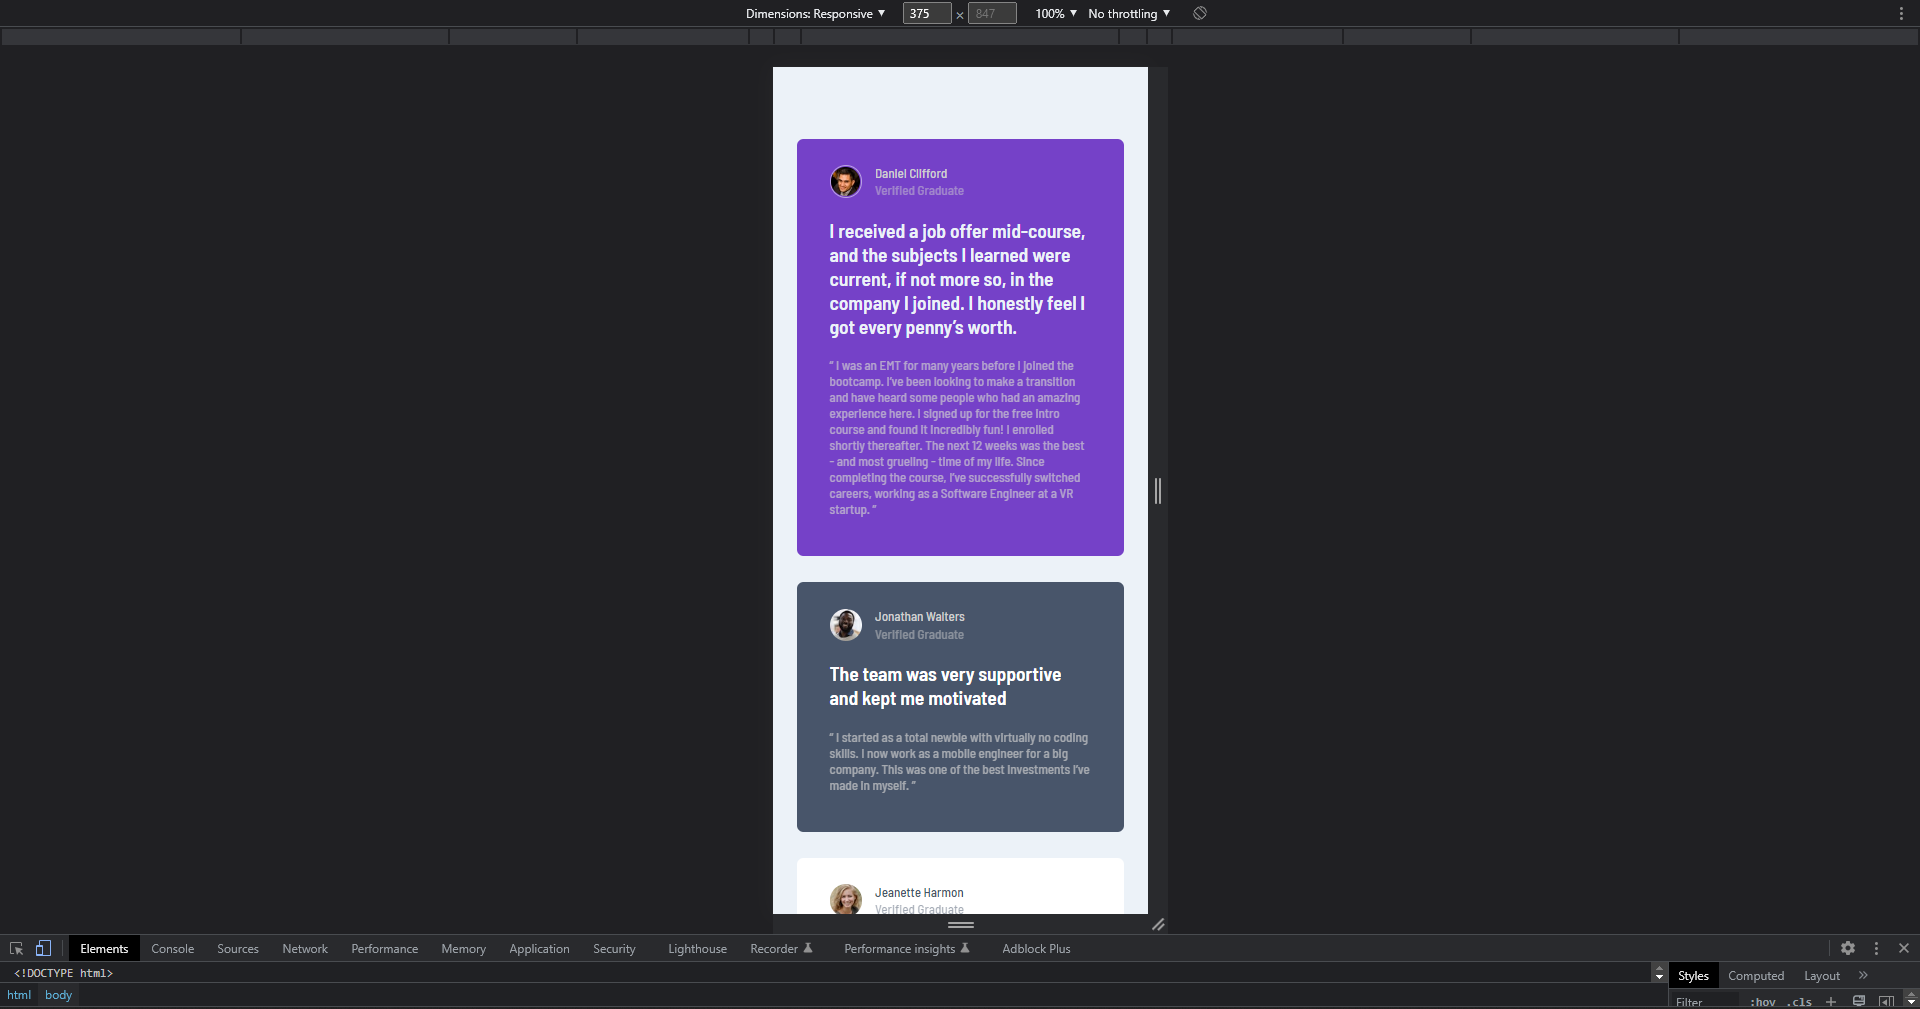 Dimensions: Responsive ▼ 375 × 847 100% ▼ No throttling ▼
Daniel Clifford
Verified Graduate
I received a job offer mid-course,
and the subjects I learned were
current, if not more so, in the
company I joined. I honestly feel I
got every penny’s worth.
“ I was an EMT for many years before I joined the
bootcamp. I’ve been looking to make a transition
and have heard some people who had an amazing
experience here. I signed up for the free intro
course and found it incredibly fun! I enrolled
shortly thereafter. The next 12 weeks was the best
- and most grueling - time of my life. Since
completing the course, I’ve successfully switched
careers, working as a Software Engineer at a VR
startup. ”
Jonathan Walters
Verified Graduate
The team was very supportive
and kept me motivated
“ I started as a total newbie with virtually no coding
skills. I now work as a mobile engineer for a big
company. This was one of the best investments I’ve
made in myself. ”
Jeanette Harmon
Verified Graduate
Elements Console Sources Network Performance Memory Application Security Lighthouse Recorder Performance insights Adblock Plus
<!DOCTYPE html>
Styles Computed Layout »
html body
Filter :hov .cls +